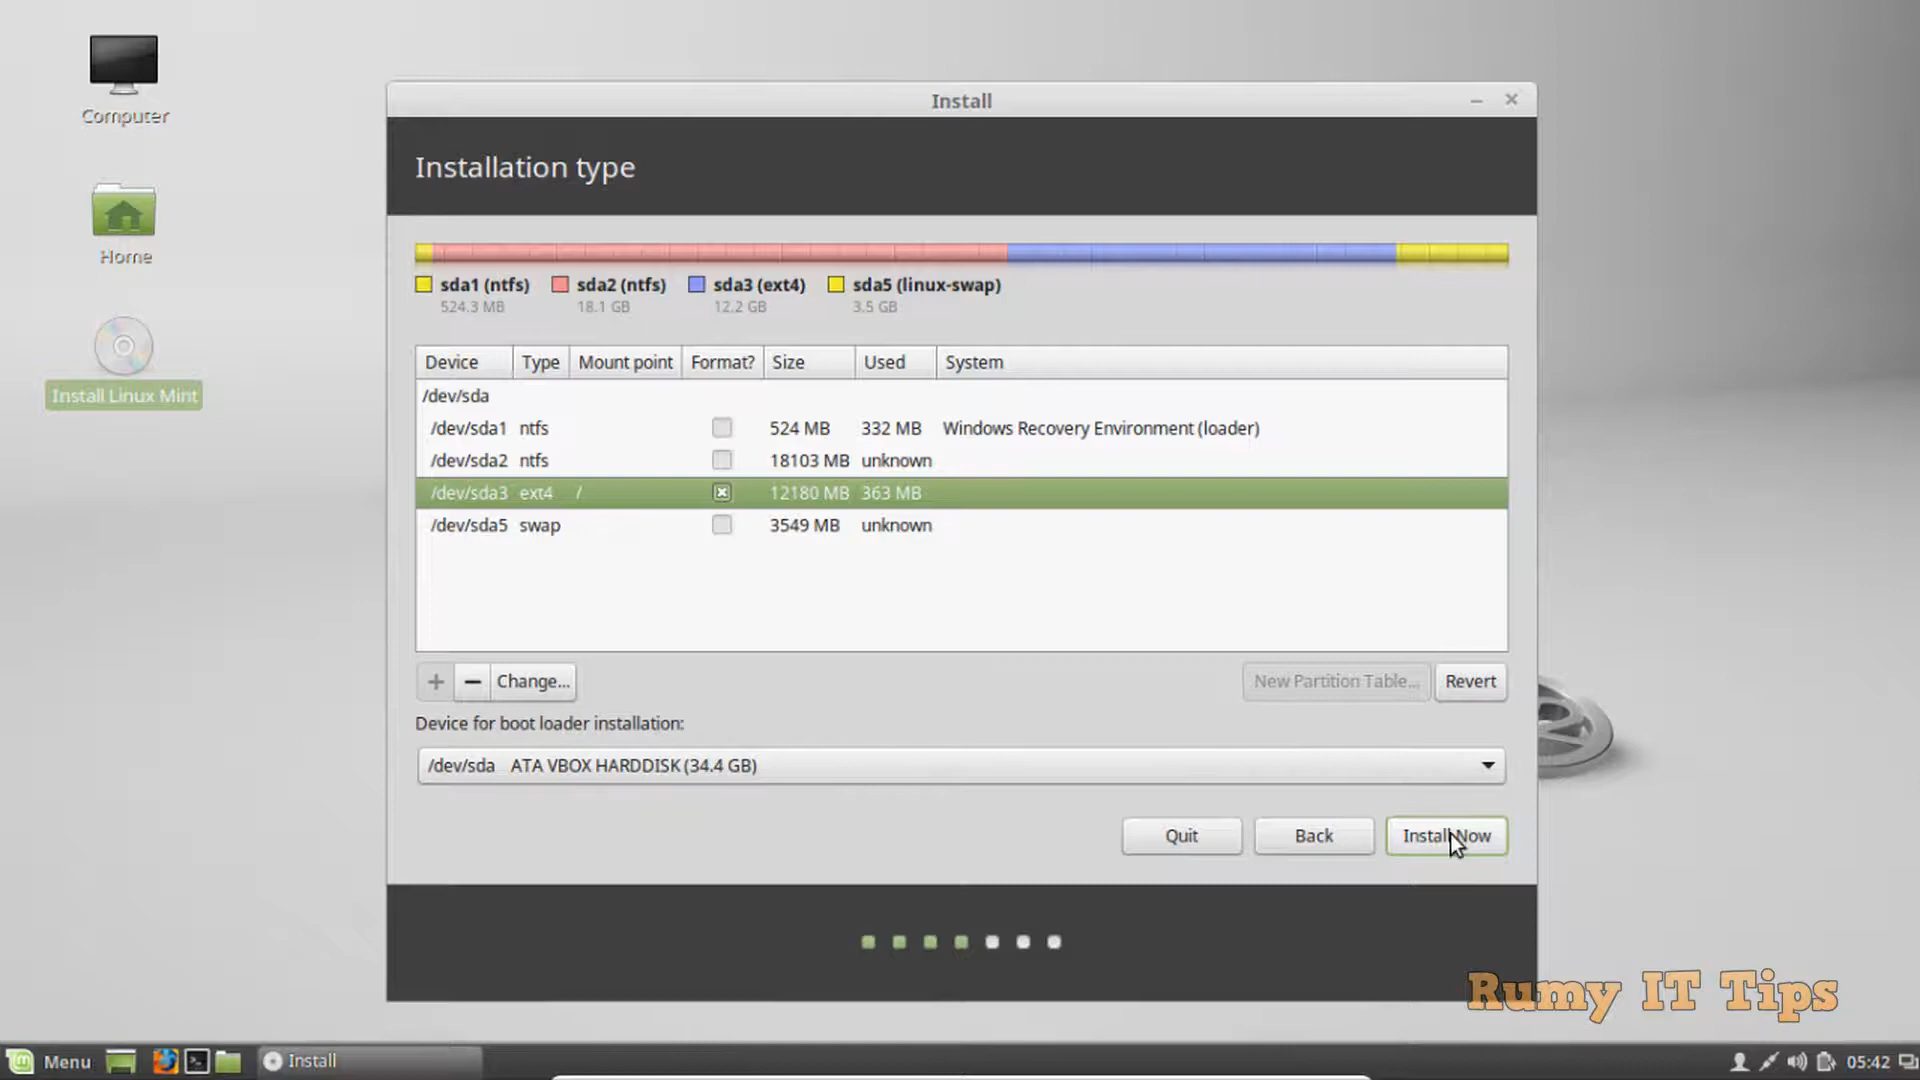 Computer
Home
Install Linux Mint
Install
Installation type
sda1 (ntfs) sda2 (ntfs) sda3 (ext4) sda5 (linux-swap)
524.3 MB 18.1 GB 12.2 GB 3.5 GB
Device Type Mount point Format? Size Used System
/dev/sda
/dev/sda1 ntfs 524 MB 332 MB Windows Recovery Environment (loader)
/dev/sda2 ntfs 18103 MB unknown
/dev/sda3 ext4 / 12180 MB 363 MB
/dev/sda5 swap 3549 MB unknown
+ − Change... New Partition Table... Revert
Device for boot loader installation:
/dev/sda ATA VBOX HARDDISK (34.4 GB)
Quit Back Install Now
Rumy IT Tips
Menu Install 05:42